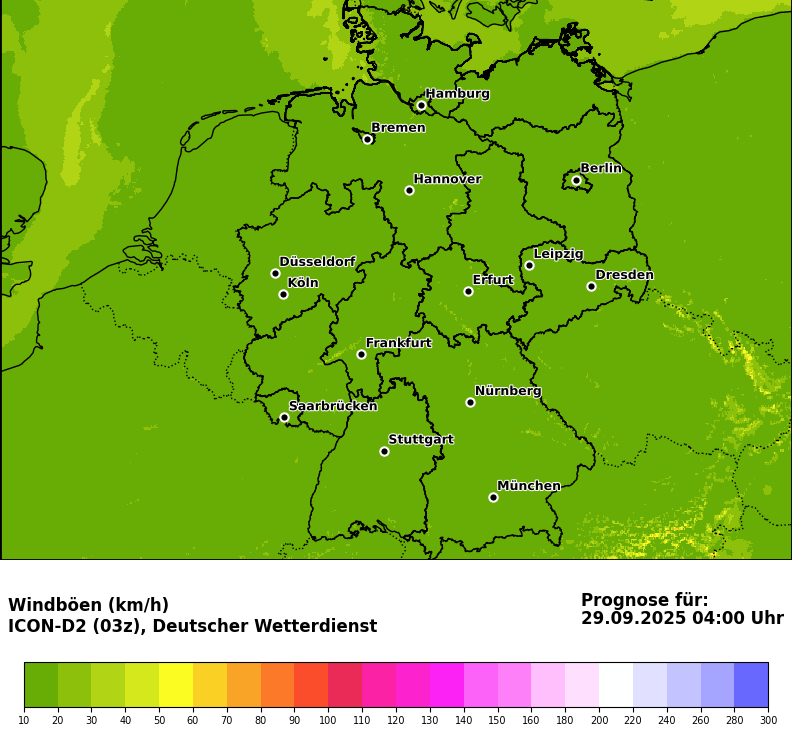 Hamburg
Bremen
Berlin
Hannover
Leipzig
Düsseldorf
Dresden
Köln
Erfurt
Frankfurt
Nürnberg
Saarbrücken
Stuttgart
München
Windböen (km/h)
ICON-D2 (03z), Deutscher Wetterdienst
Prognose für:
29.09.2025 04:00 Uhr
10 20 30 40 50 60 70 80 90 100 110 120 130 140 150 160 180 200 220 240 260 280 300